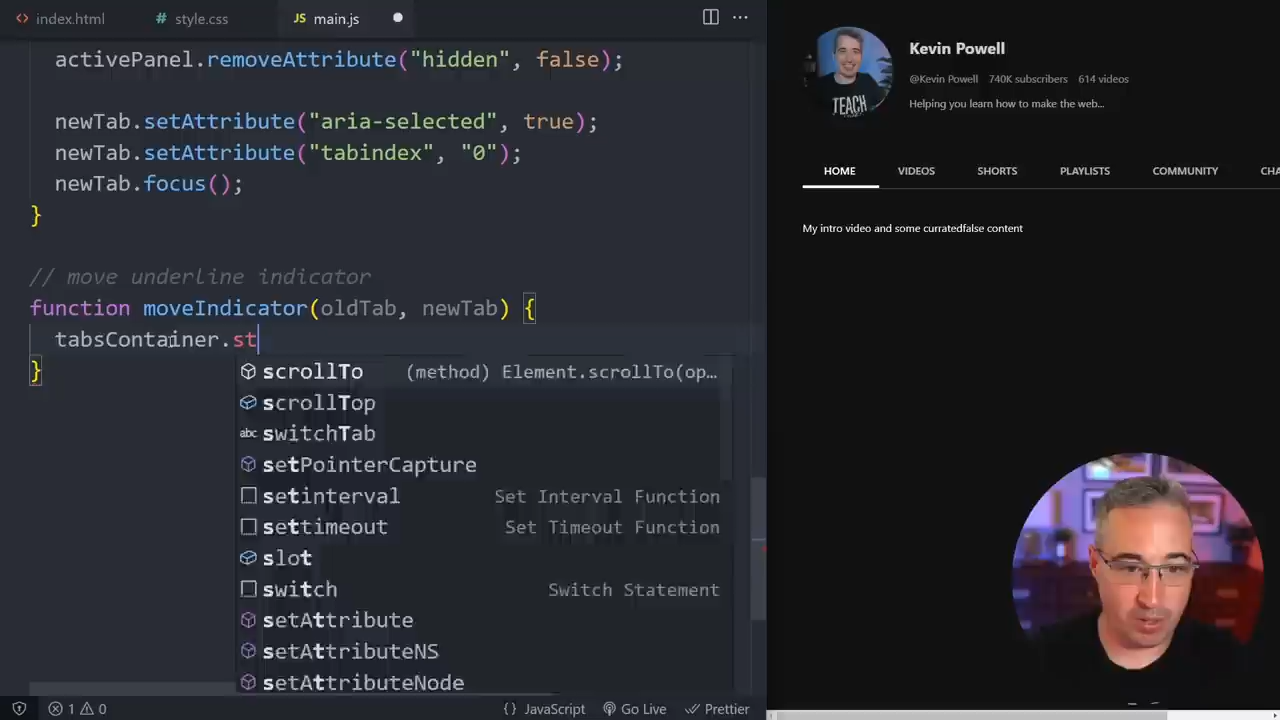 index.html
style.css
JS main.js
activePanel.removeAttribute("hidden", false);
newTab.setAttribute("aria-selected", true);
newTab.setAttribute("tabindex", "0");
newTab.focus();
}
// move underline indicator
function moveIndicator(oldTab, newTab) {
tabsContainer.st
}
scrollTo (method) Element.scrollTo(op…
scrollTop
abc switchTab
setPointerCapture
setinterval Set Interval Function
settimeout Set Timeout Function
slot
switch Switch Statement
setAttribute
setAttributeNS
setAttributeNode
1 0 {} JavaScript Go Live Prettier
Kevin Powell
@Kevin Powell 740K subscribers 614 videos
Helping you learn how to make the web...
TEACH
HOME VIDEOS SHORTS PLAYLISTS COMMUNITY CHA
My intro video and some curratedfalse content